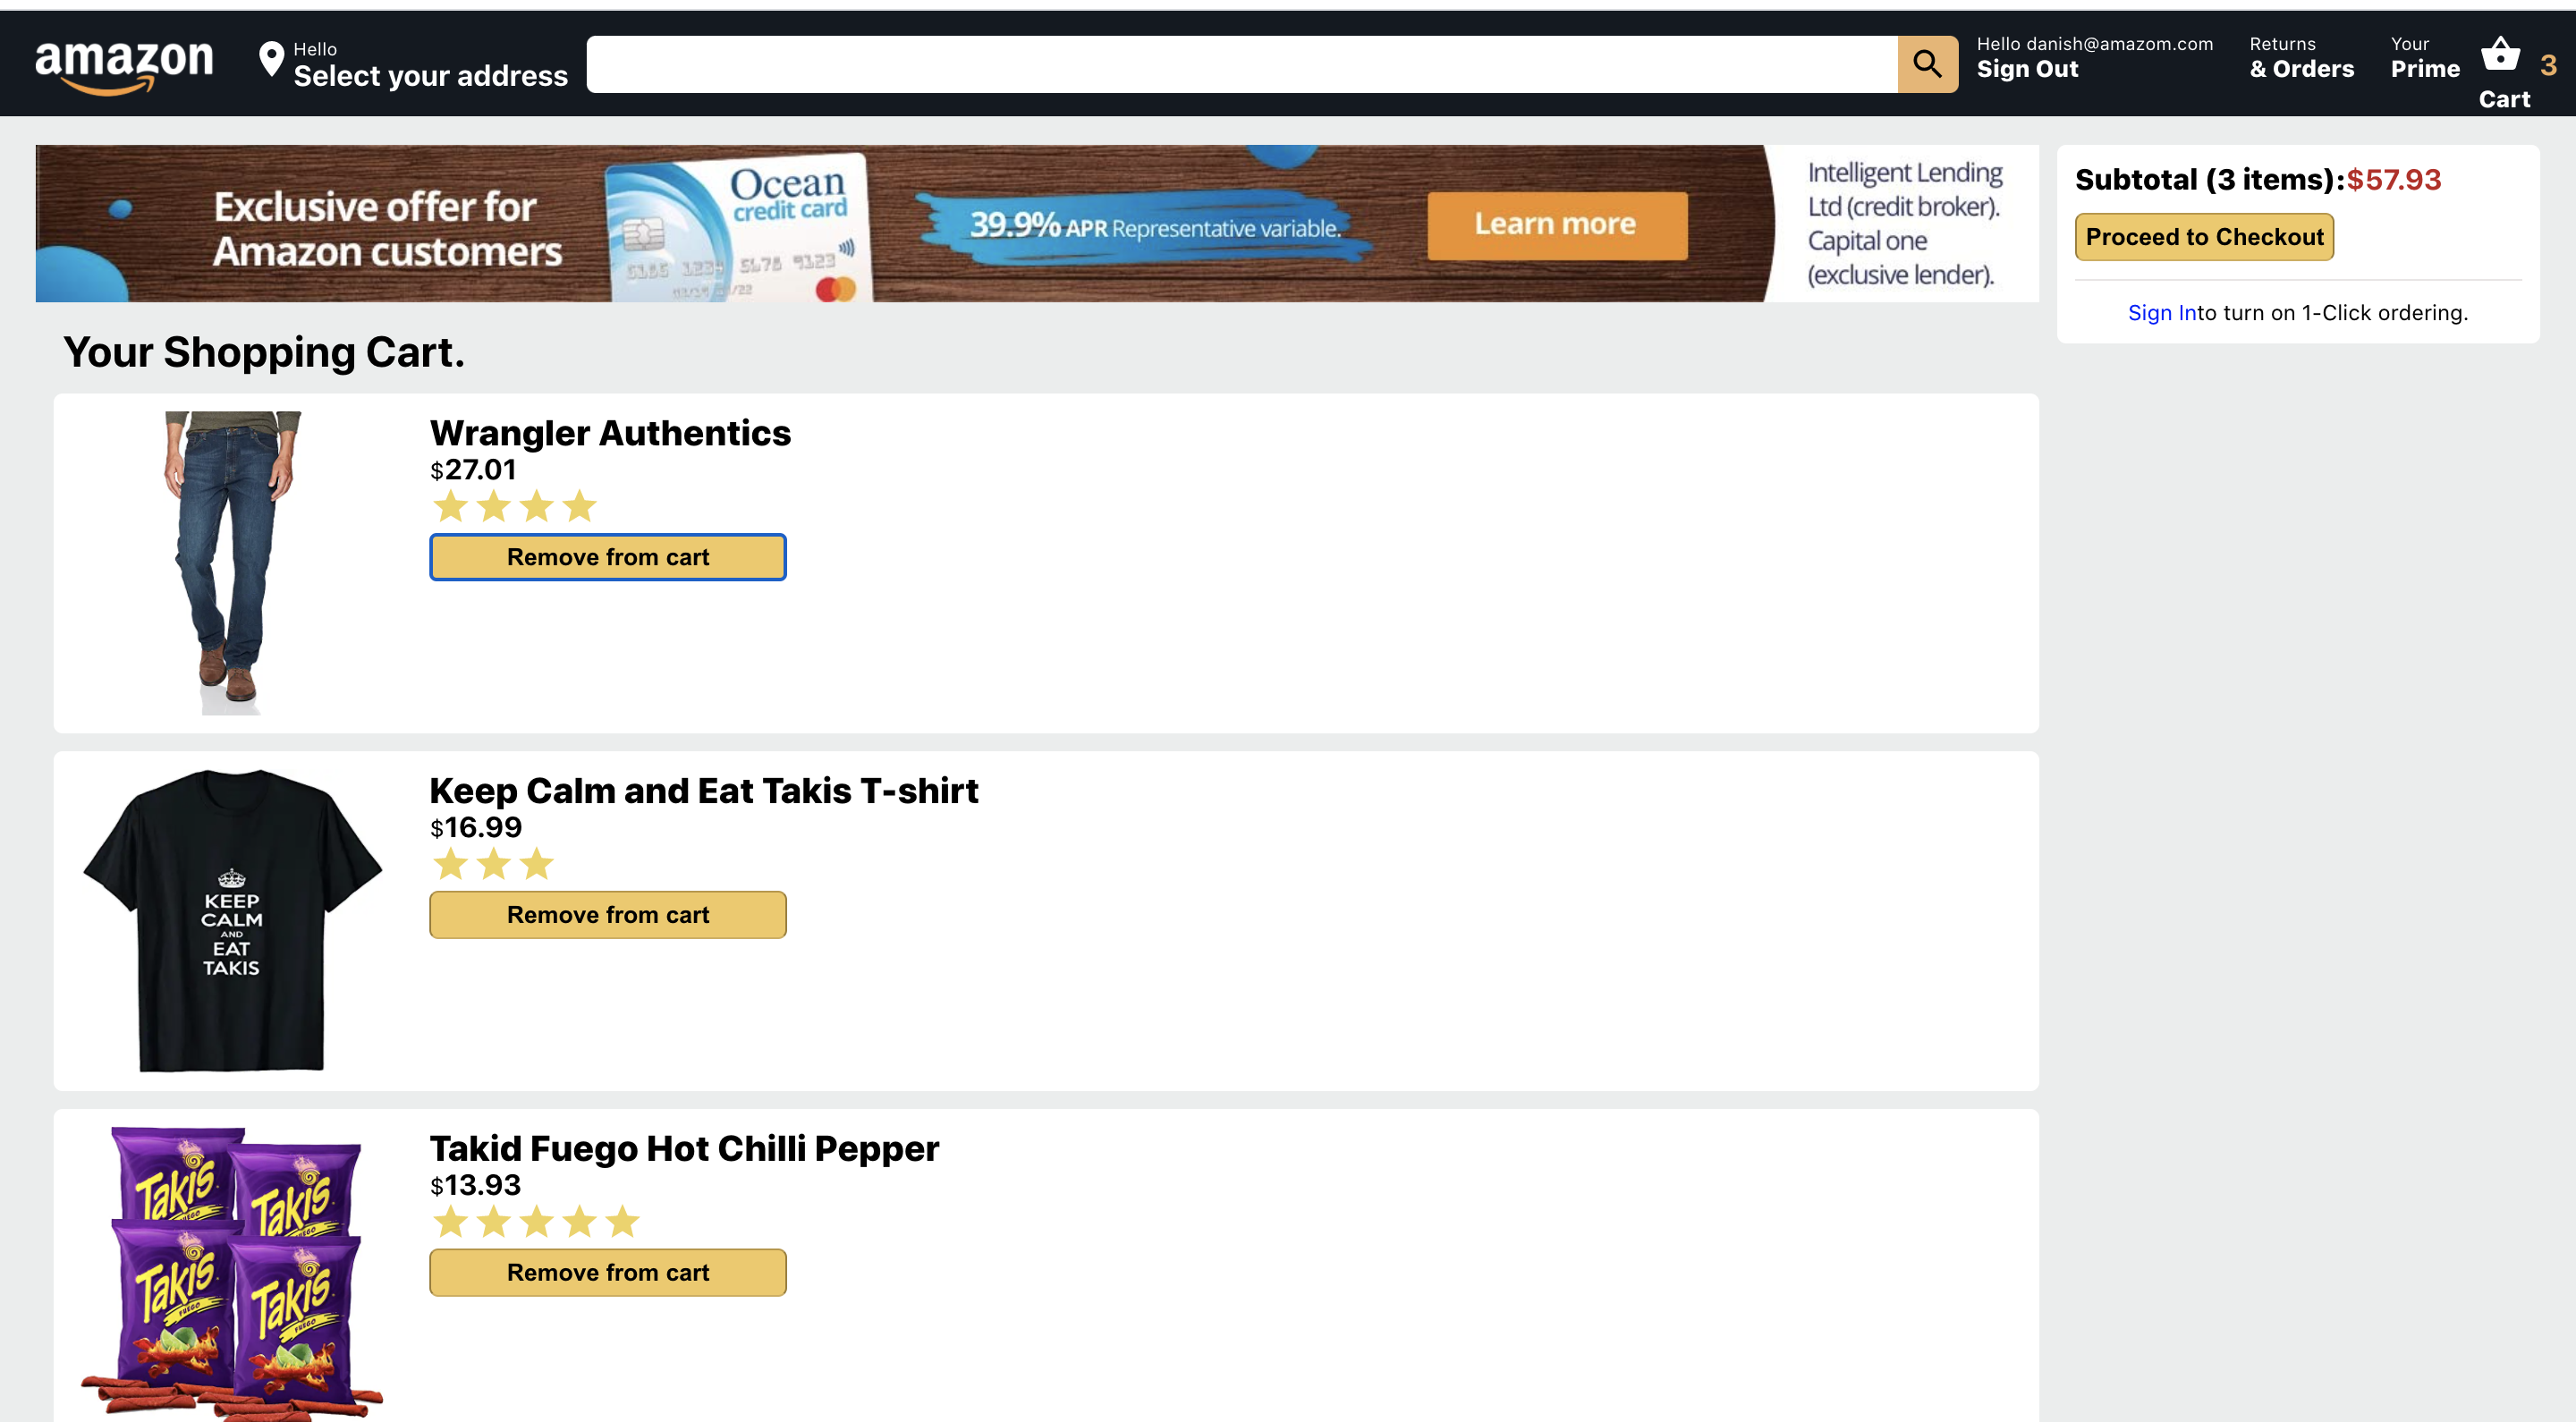 amazon
Hello
Select your address
Hello danish@amazom.com
Sign Out
Returns
& Orders
Your
Prime
3
Cart
Exclusive offer for
Amazon customers
Ocean
credit card
39.9% APR Representative variable.
Learn more
Intelligent Lending
Ltd (credit broker).
Capital one
(exclusive lender).
Subtotal (3 items):$57.93
Proceed to Checkout
Sign Into turn on 1-Click ordering.
Your Shopping Cart.
Wrangler Authentics
$27.01
Remove from cart
Keep Calm and Eat Takis T-shirt
$16.99
Remove from cart
KEEP
CALM
AND
EAT
TAKIS
Takid Fuego Hot Chilli Pepper
$13.93
Remove from cart
Takis
Takis
Takis
FUEGO
Takis
FUEGO